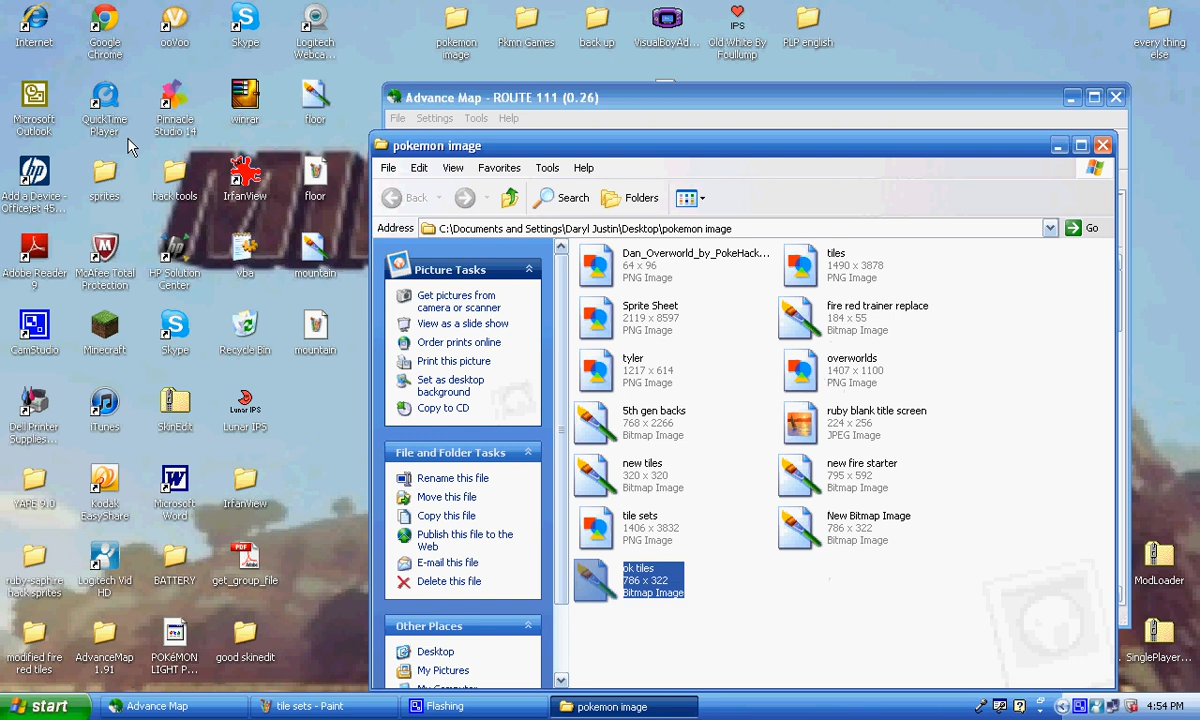 Internet
Google
Chrome
ooVoo
Skype
Logitech
Webca...
pokemon
image
Pkmn Games
back up
VisualBoyAd...
IPS
Old White By
Foullump
PLP english
every thing
else
Microsoft
Outlook
QuickTime
Player
Pinnacle
Studio 14
winrar
floor
Add a Device -
Officejet 45...
sprites
hack tools
IrfanView
floor
Adobe Reader
9
McAfee Total
Protection
HP Solution
Center
vba
mountain
CamStudio
Minecraft
Skype
Recycle Bin
mountain
Dell Printer
Supplies...
iTunes
SkinEdit
Lunar IPS
Lunar IPS
YAPE 9.0
Kodak
EasyShare
Microsoft
Word
IrfanView
ruby-saphire
hack sprites
Logitech Vid
HD
BATTERY
PDF
get_group_file
modified fire
red tiles
AdvanceMap
1.91
POKéMON
LIGHT P...
good skinedit
ModLoader
SinglePlayer...
Advance Map - ROUTE 111 (0.26)
File Settings Tools Help
pokemon image
File Edit View Favorites Tools Help
Back Search Folders
Address C:\Documents and Settings\Daryl Justin\Desktop\pokemon image Go
Picture Tasks
Get pictures from
camera or scanner
View as a slide show
Order prints online
Print this picture
Set as desktop
background
Copy to CD
File and Folder Tasks
Rename this file
Move this file
Copy this file
Publish this file to the
Web
E-mail this file
Delete this file
Other Places
Desktop
My Pictures
Dan_Overworld_by_PokeHack...
64 x 96
PNG Image
tiles
1490 x 3878
PNG Image
Sprite Sheet
2119 x 8597
PNG Image
fire red trainer replace
184 x 55
Bitmap Image
tyler
1217 x 614
PNG Image
overworlds
1407 x 1100
PNG Image
5th gen backs
768 x 2266
Bitmap Image
ruby blank title screen
224 x 256
JPEG Image
new tiles
320 x 320
Bitmap Image
new fire starter
795 x 592
Bitmap Image
tile sets
1406 x 3832
PNG Image
New Bitmap Image
786 x 322
Bitmap Image
ok tiles
786 x 322
Bitmap Image
start
Advance Map
tile sets - Paint
Flashing
pokemon image
4:54 PM